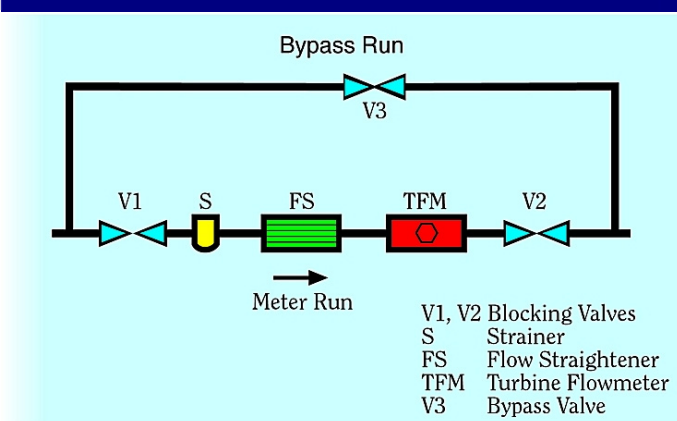 Bypass Run
V3
V1 S FS TFM V2
Meter Run
V1, V2 Blocking Valves
S Strainer
FS Flow Straightener
TFM Turbine Flowmeter
V3 Bypass Valve